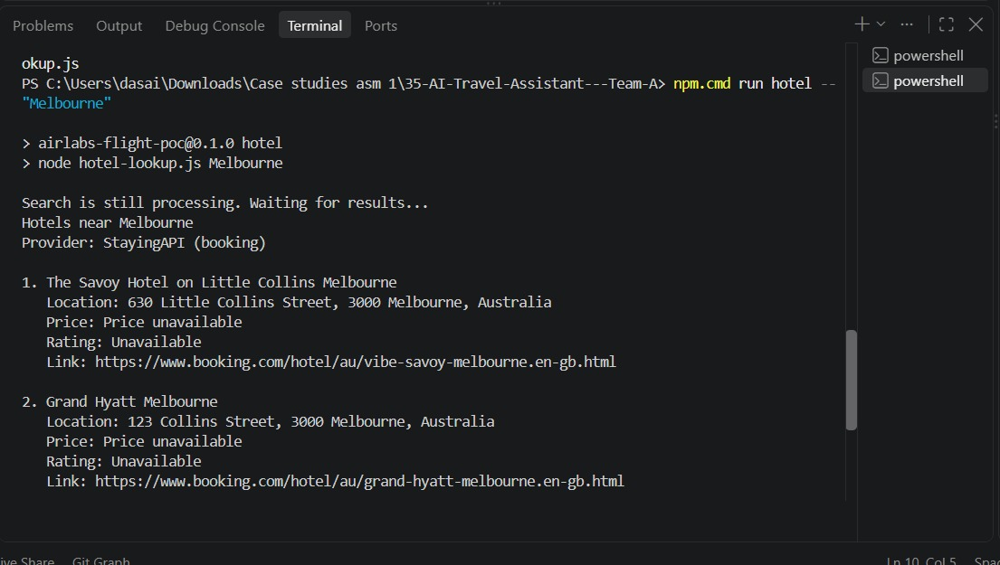 Problems Output Debug Console Terminal Ports
powershell
powershell
okup.js
PS C:\Users\dasai\Downloads\Case studies asm 1\35-AI-Travel-Assistant---Team-A> npm.cmd run hotel --
"Melbourne"
> airlabs-flight-poc@0.1.0 hotel
> node hotel-lookup.js Melbourne
Search is still processing. Waiting for results...
Hotels near Melbourne
Provider: StayingAPI (booking)
1. The Savoy Hotel on Little Collins Melbourne
Location: 630 Little Collins Street, 3000 Melbourne, Australia
Price: Price unavailable
Rating: Unavailable
Link: https://www.booking.com/hotel/au/vibe-savoy-melbourne.en-gb.html
2. Grand Hyatt Melbourne
Location: 123 Collins Street, 3000 Melbourne, Australia
Price: Price unavailable
Rating: Unavailable
Link: https://www.booking.com/hotel/au/grand-hyatt-melbourne.en-gb.html
ive Share Git Graph Ln 10, Col 5 Spac